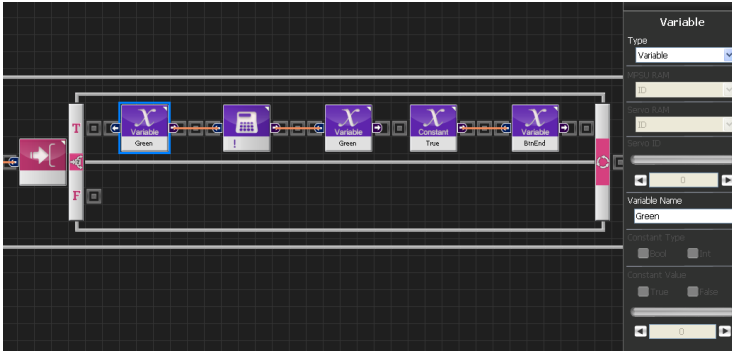 Variable
Type
Variable
MPSU RAM
ID
Servo RAM
ID
Servo ID
0
Variable Name
Green
Constant Type
Bool Int
Constant Value
True False
0
T
x x x x
Variable ! Variable Constant Variable
Green Green True BtnEnd
F